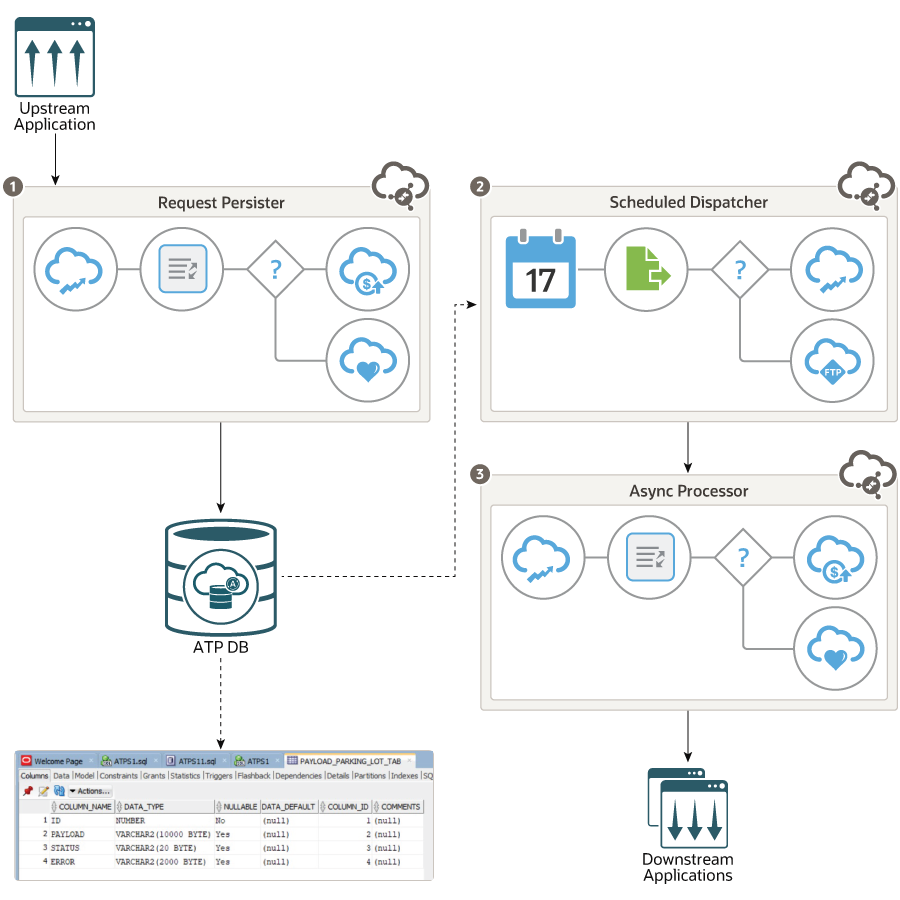 Upstream
Application
1
Request Persister
?
$
2
Scheduled Dispatcher
17
?
FTP
3
Async Processor
?
$
A
ATP DB
Welcome Page
ATPS1.sql
ATPS11.sql
ATPS1
PAYLOAD_PARKING_LOT_TAB
Columns Data Model Constraints Grants Statistics Triggers Flashback Dependencies Details Partitions Indexes SQ
Actions...
COLUMN_NAME DATA_TYPE NULLABLE DATA_DEFAULT COLUMN_ID COMMENTS
1 ID NUMBER No (null) 1 (null)
2 PAYLOAD VARCHAR2(10000 BYTE) Yes (null) 2 (null)
3 STATUS VARCHAR2(20 BYTE) Yes (null) 3 (null)
4 ERROR VARCHAR2(2000 BYTE) Yes (null) 4 (null)
Downstream
Applications